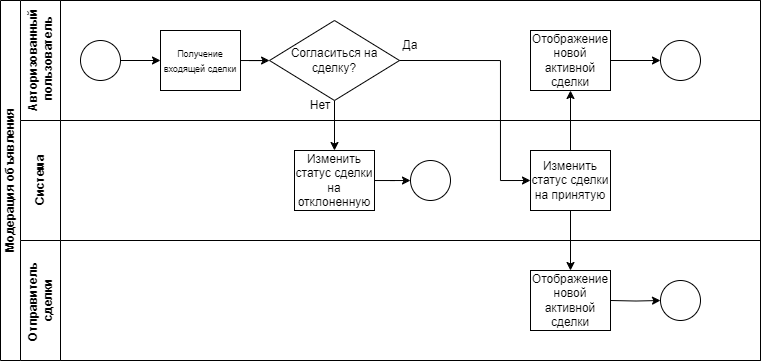 Модерация объявления
Авторизованный
пользователь
Получение
входящей сделки
Согласиться на
сделку?
Да
Нет
Отображение
новой
активной
сделки
Система
Изменить
статус сделки
на
отклоненную
Изменить
статус сделки
на принятую
Отправитель
сделки
Отображение
новой
активной
сделки